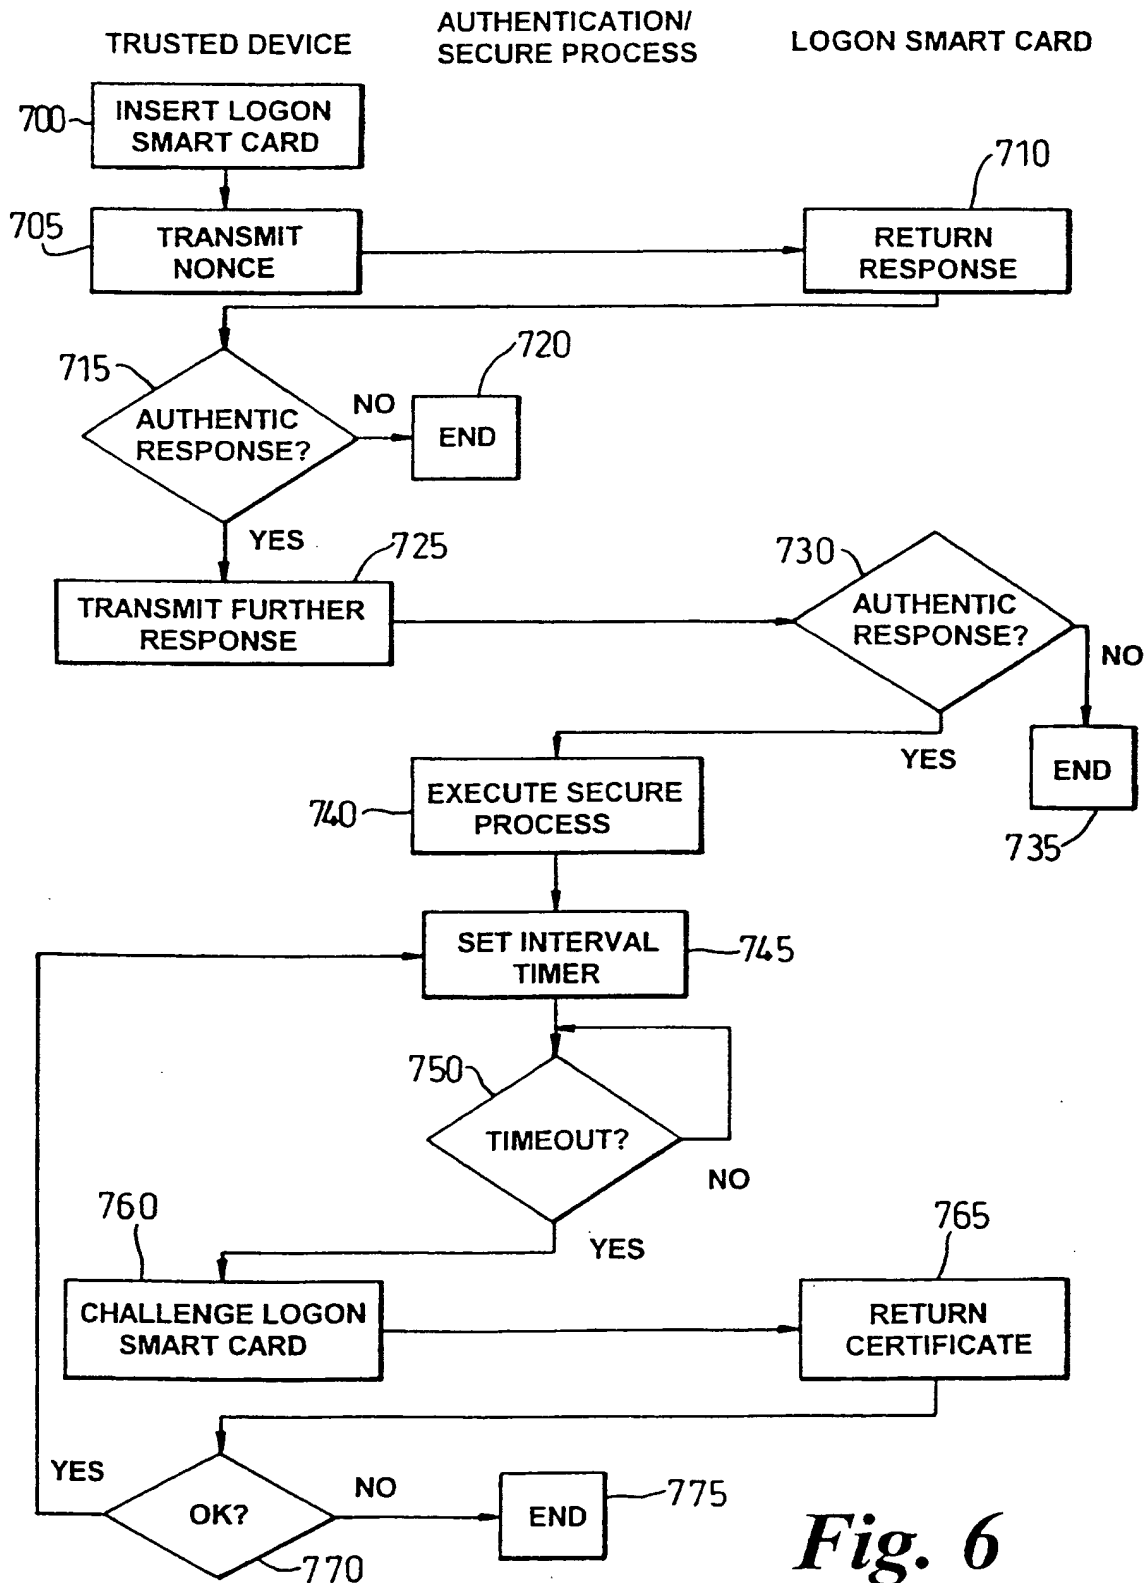 TRUSTED DEVICE
AUTHENTICATION/
SECURE PROCESS
LOGON SMART CARD
700
INSERT LOGON
SMART CARD
705
TRANSMIT
NONCE
710
RETURN
RESPONSE
715
AUTHENTIC
RESPONSE?
NO
720
END
YES
725
TRANSMIT FURTHER
RESPONSE
730
AUTHENTIC
RESPONSE?
NO
YES
END
735
740
EXECUTE SECURE
PROCESS
SET INTERVAL
TIMER
745
750
TIMEOUT?
NO
YES
760
CHALLENGE LOGON
SMART CARD
765
RETURN
CERTIFICATE
YES
OK?
NO
END
775
770
Fig. 6